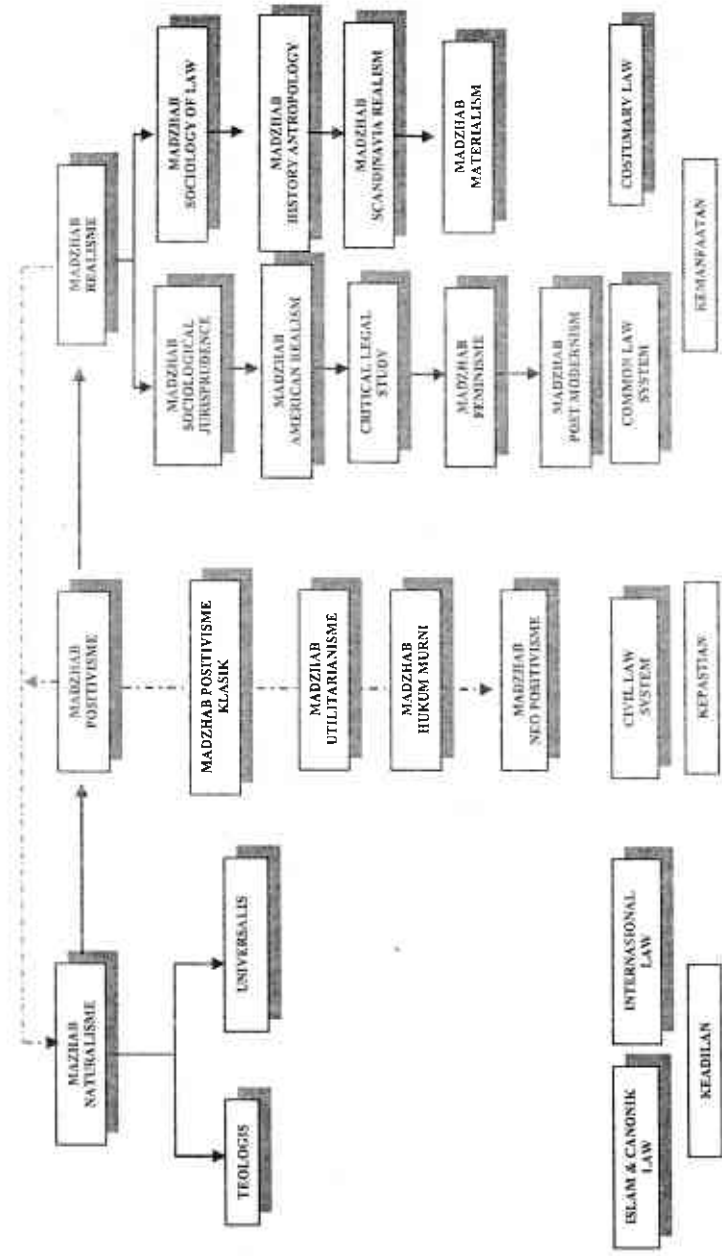 MAZHAB
NATURALISME
MADZHAB
POSITIVISME
MADZHAB
REALISME
TEOLOGIS
UNIVERSALIS
MADZHAB POSITIVISME
KLASIK
MADZHAB
UTILITARIANISME
MADZHAB
HUKUM MURNI
MADZHAB
NEO POSITIVISME
MADZHAB
SOCIOLOGICAL
JURISPRUDENCE
MADZHAB
AMERICAN REALISM
CRITICAL LEGAL
STUDY
MADZHAB
FEMINISME
MADZHAB
POST MODERNISM
MADZHAB
SOCIOLOGY OF LAW
MADZHAB
HISTORY ANTROPOLOGY
MADZHAB
SCANDINAVIA REALISM
MADZHAB
MATERIALISM
ISLAM & CANONIK
LAW
INTERNASIONAL
LAW
CIVIL LAW
SYSTEM
COMMON LAW
SYSTEM
COSTUMARY LAW
KEADILAN
KEPASTIAN
KEMANFAATAN